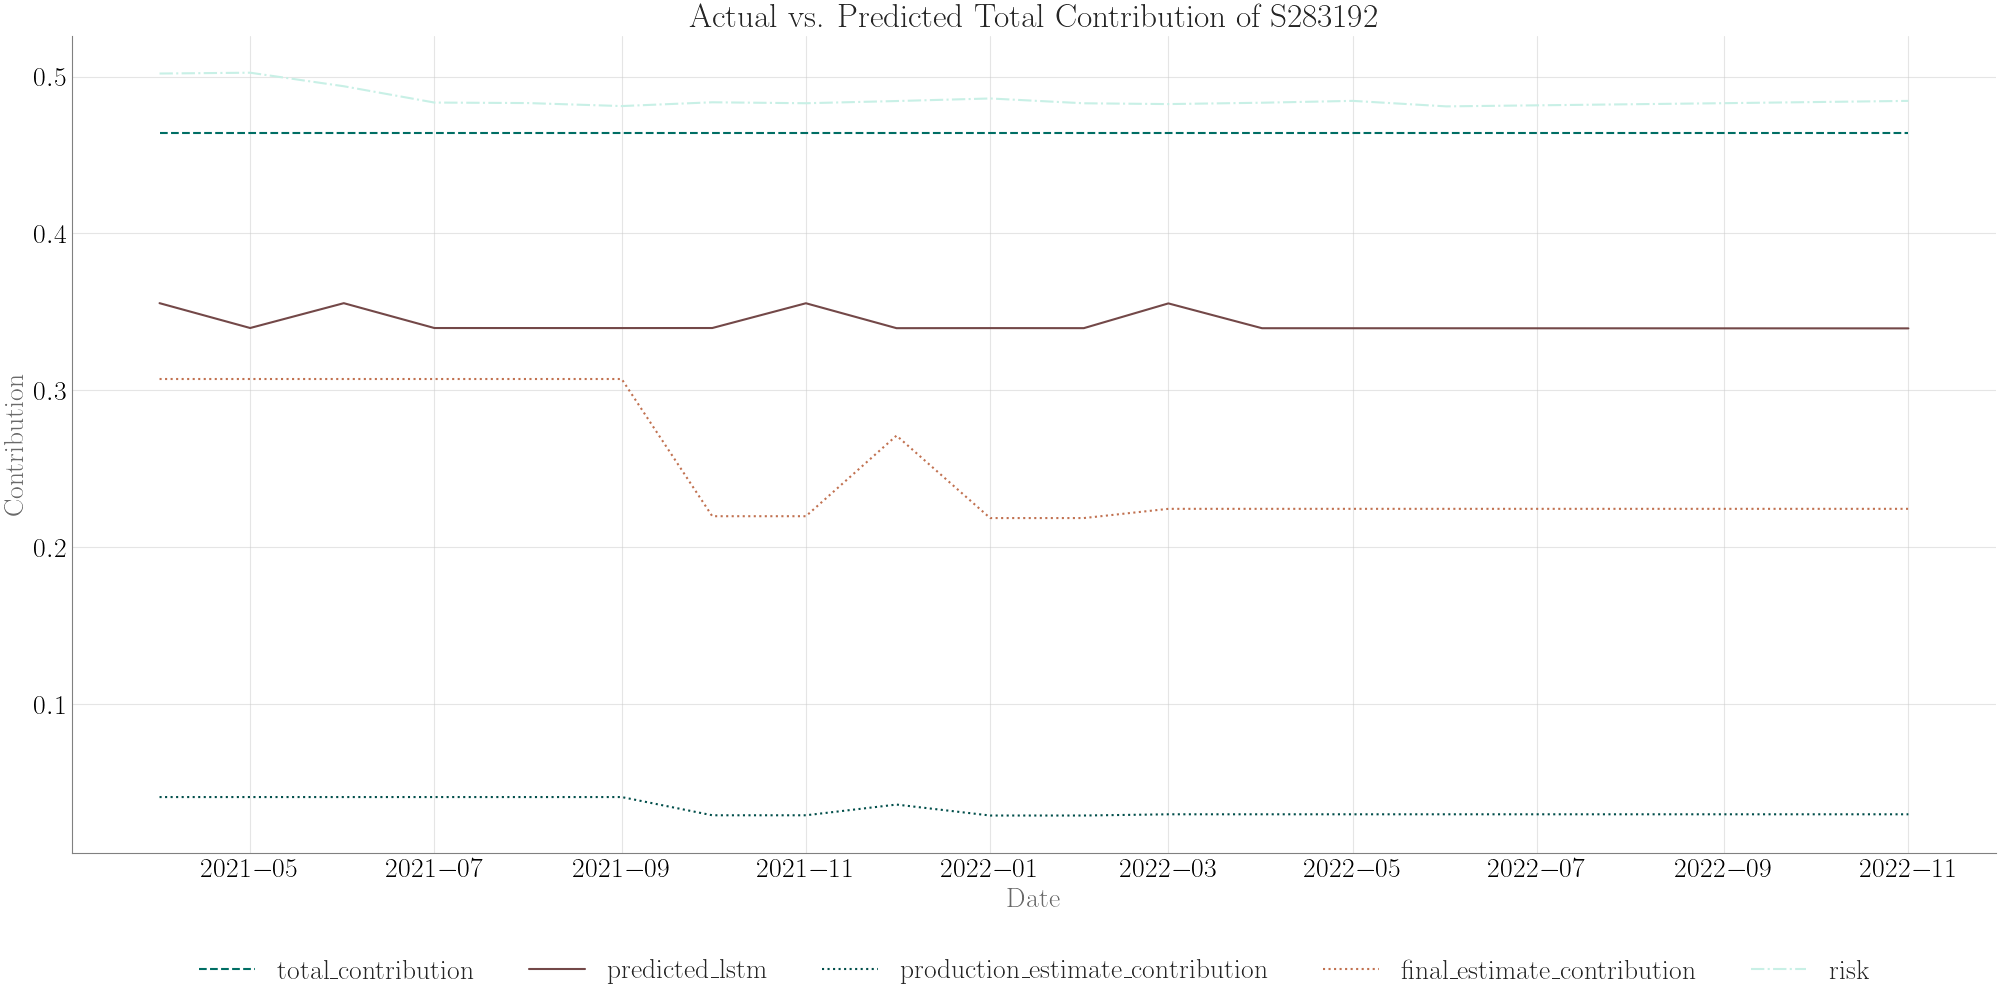 Actual vs. Predicted Total Contribution of S283192
0.5
0.4
0.3
0.2
0.1
Contribution
2021−05 2021−07 2021−09 2021−11 2022−01 2022−03 2022−05 2022−07 2022−09 2022−11
Date
total_contribution predicted_lstm production_estimate_contribution final_estimate_contribution risk